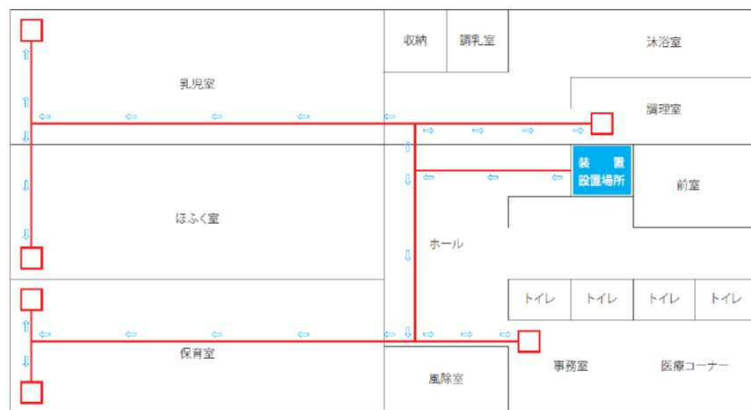 収納
調乳室
沐浴室
乳児室
調理室
装 置
設置場所
前室
ほふく室
ホール
トイレ
トイレ
トイレ
トイレ
保育室
風除室
事務室
医療コーナー